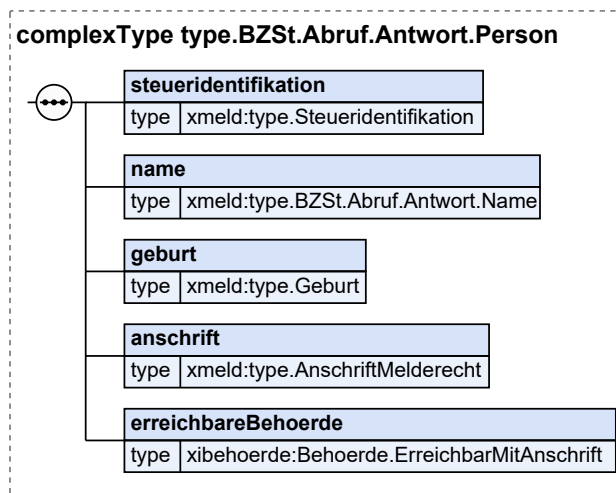 complexType type.BZSt.Abruf.Antwort.Person
steueridentifikation
type xmeld:type.Steueridentifikation
name
type xmeld:type.BZSt.Abruf.Antwort.Name
geburt
type xmeld:type.Geburt
anschrift
type xmeld:type.AnschriftMelderecht
erreichbareBehoerde
type xibehoerde:Behoerde.ErreichbarMitAnschrift